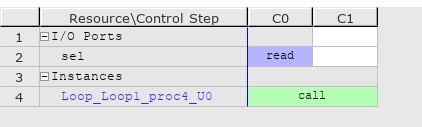 Resource\Control Step C0 C1
1 I/O Ports
2 sel read
3 Instances
4 Loop_Loop1_proc4_U0 call